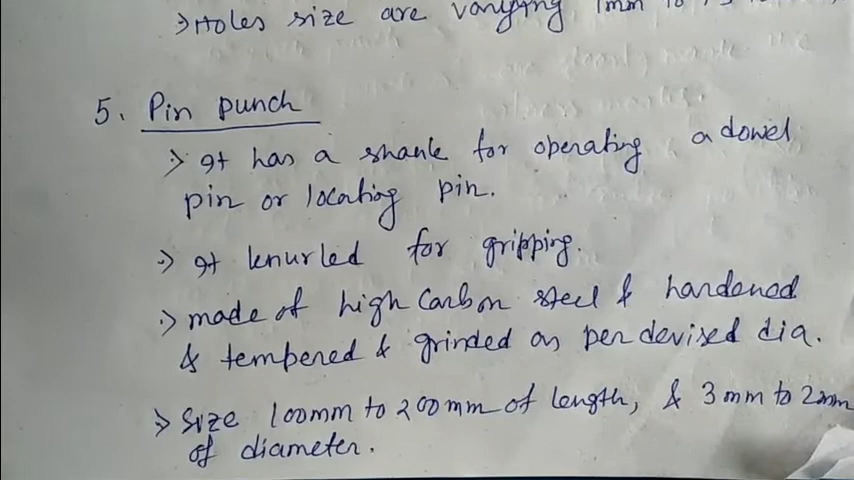 → Holes size are varying 1mm to
5. Pin punch
→ It has a shank for operating a dowel
pin or locating pin.
→ It knurled for gripping.
→ made of high Carbon steel & hardened
& tempered & grinded as per devised dia.
→ Size 100mm to 200mm of length, & 3mm to 2mm
of diameter.